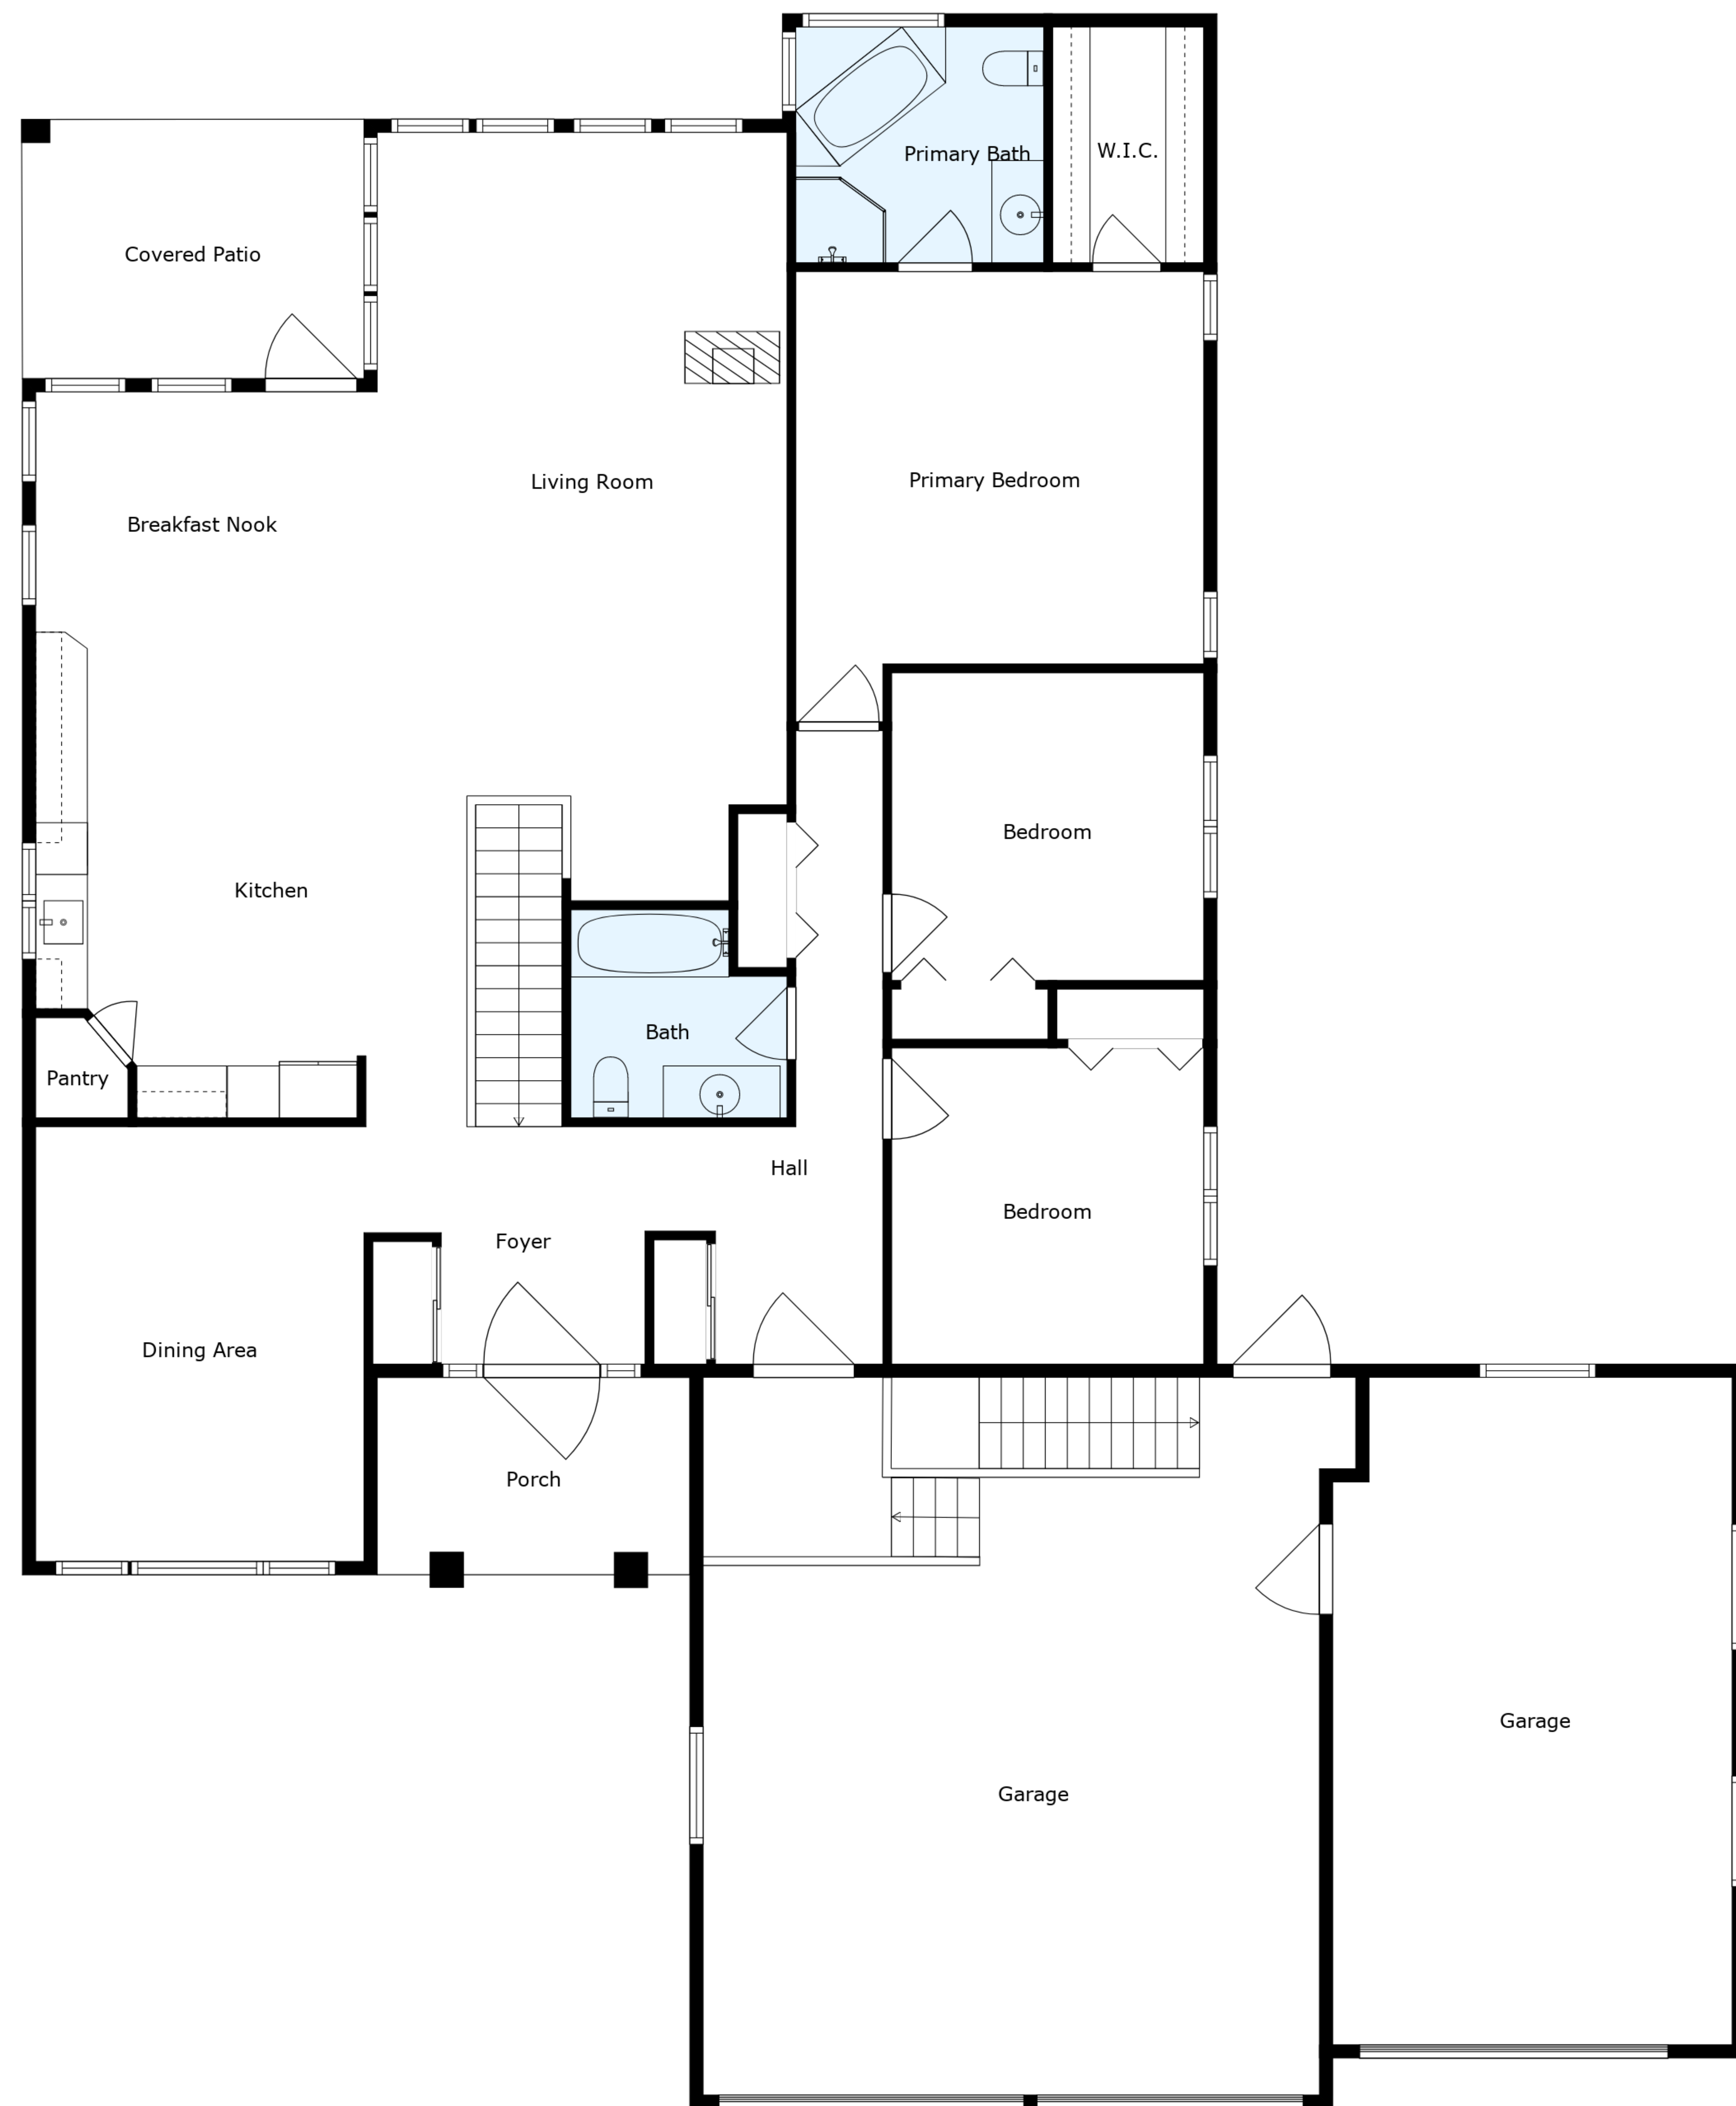 Primary Bath
W.I.C.
Covered Patio
Living Room
Primary Bedroom
Breakfast Nook
Bedroom
Kitchen
Bath
Pantry
Hall
Bedroom
Foyer
Dining Area
Porch
Garage
Garage